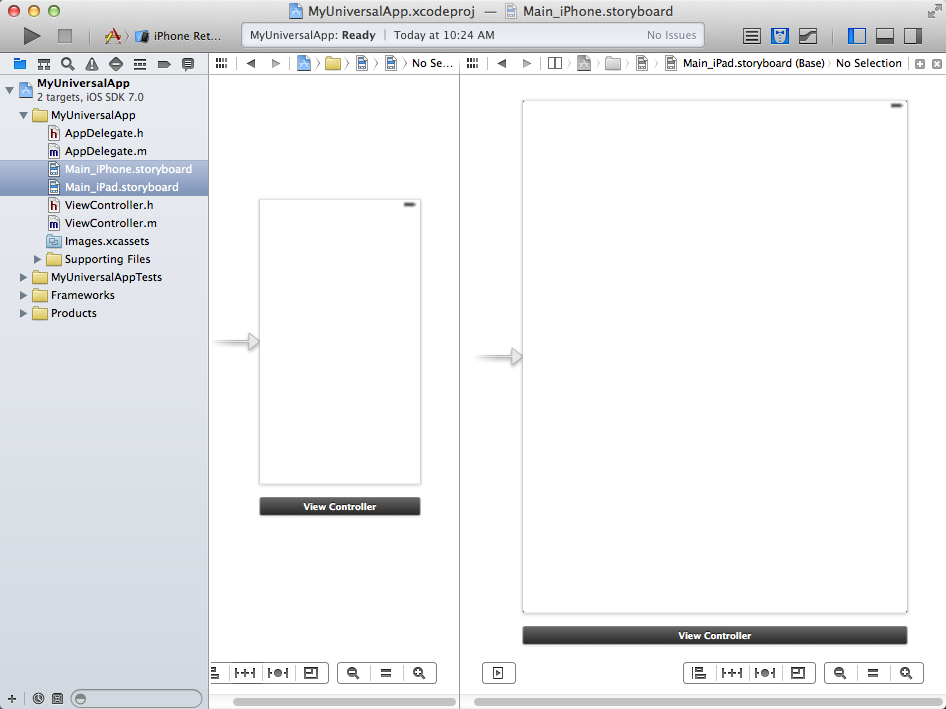 MyUniversalApp.xcodeproj — Main_iPhone.storyboard
iPhone Ret...
MyUniversalApp: Ready | Today at 10:24 AM
No Issues
No Se...
Main_iPad.storyboard (Base)
No Selection
MyUniversalApp
2 targets, iOS SDK 7.0
MyUniversalApp
h AppDelegate.h
m AppDelegate.m
Main_iPhone.storyboard
Main_iPad.storyboard
h ViewController.h
m ViewController.m
Images.xcassets
Supporting Files
MyUniversalAppTests
Frameworks
Products
View Controller
View Controller